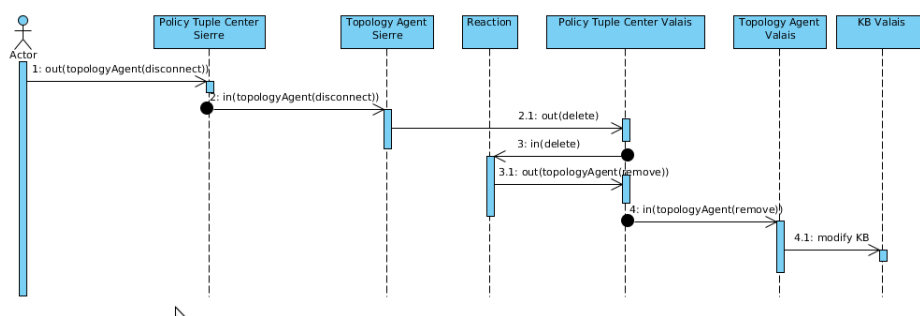 Policy Tuple Center
Sierre
Topology Agent
Sierre
Reaction
Policy Tuple Center Valais
Topology Agent
Valais
KB Valais
Actor
1: out(topologyAgent(disconnect))
2: in(topologyAgent(disconnect))
2.1: out(delete)
3: in(delete)
3.1: out(topologyAgent(remove))
4: in(topologyAgent(remove))
4.1: modify KB